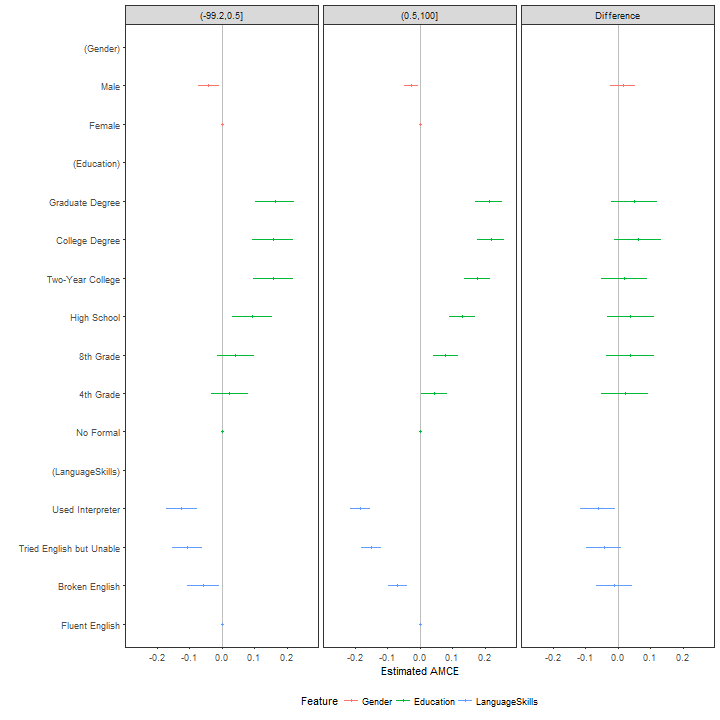 (-99.2,0.5]
(0.5,100]
Difference
(Gender)
Male
Female
(Education)
Graduate Degree
College Degree
Two-Year College
High School
8th Grade
4th Grade
No Formal
(LanguageSkills)
Used Interpreter
Tried English but Unable
Broken English
Fluent English
-0.2 -0.1 0.0 0.1 0.2
-0.2 -0.1 0.0 0.1 0.2
-0.2 -0.1 0.0 0.1 0.2
Estimated AMCE
Feature Gender Education LanguageSkills